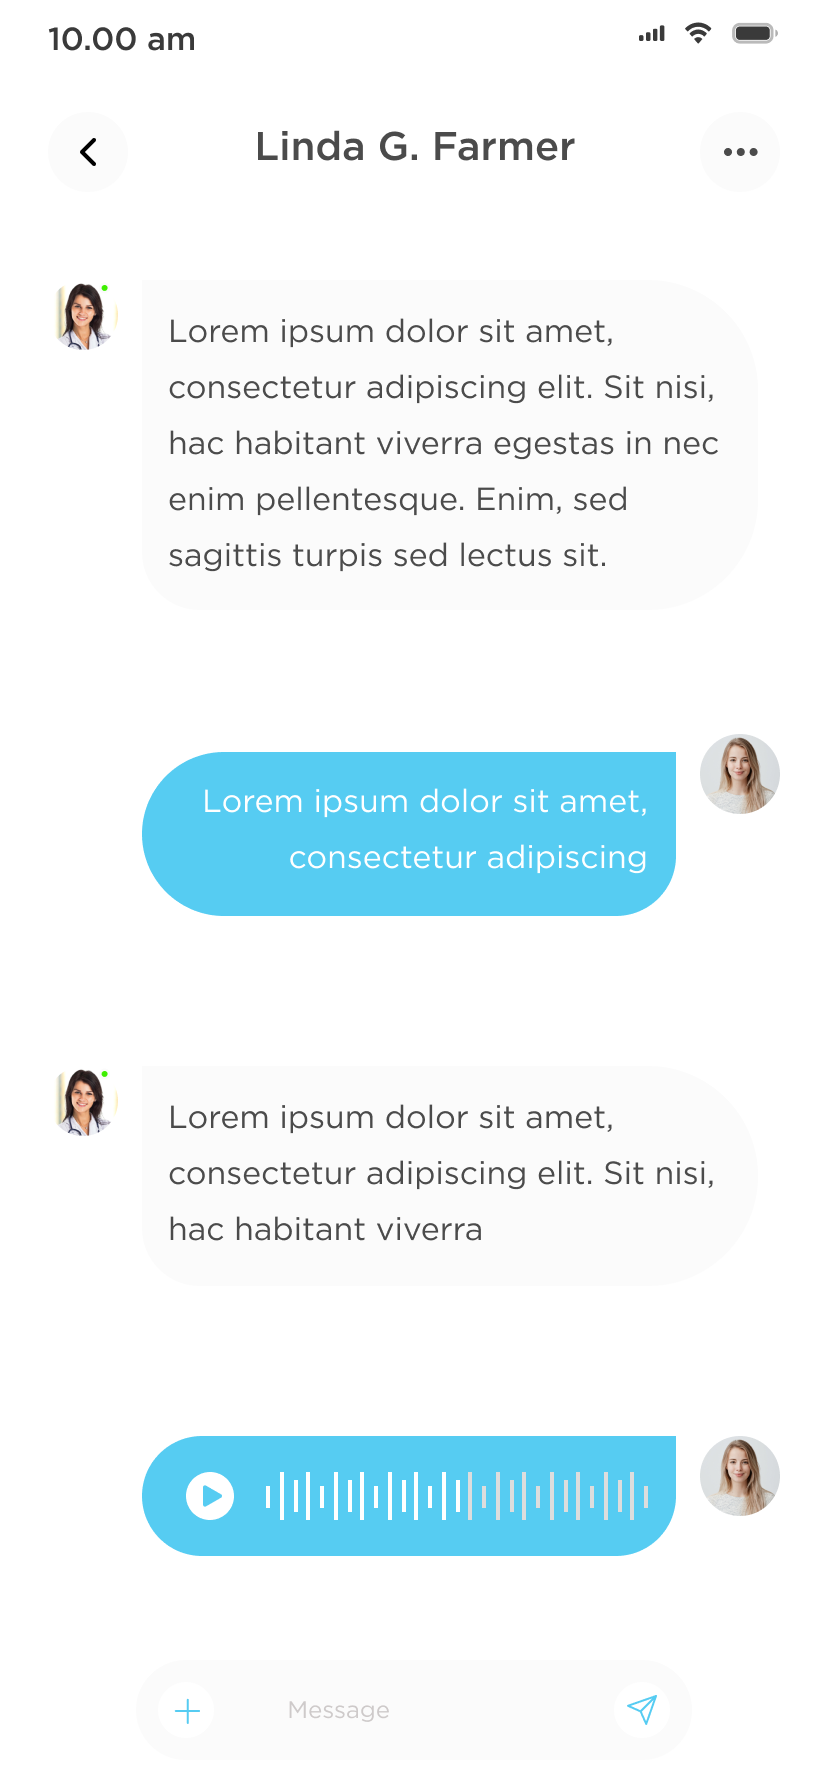 10.00 am
Linda G. Farmer
Lorem ipsum dolor sit amet,
consectetur adipiscing elit. Sit nisi,
hac habitant viverra egestas in nec
enim pellentesque. Enim, sed
sagittis turpis sed lectus sit.
Lorem ipsum dolor sit amet,
consectetur adipiscing
Lorem ipsum dolor sit amet,
consectetur adipiscing elit. Sit nisi,
hac habitant viverra
Message